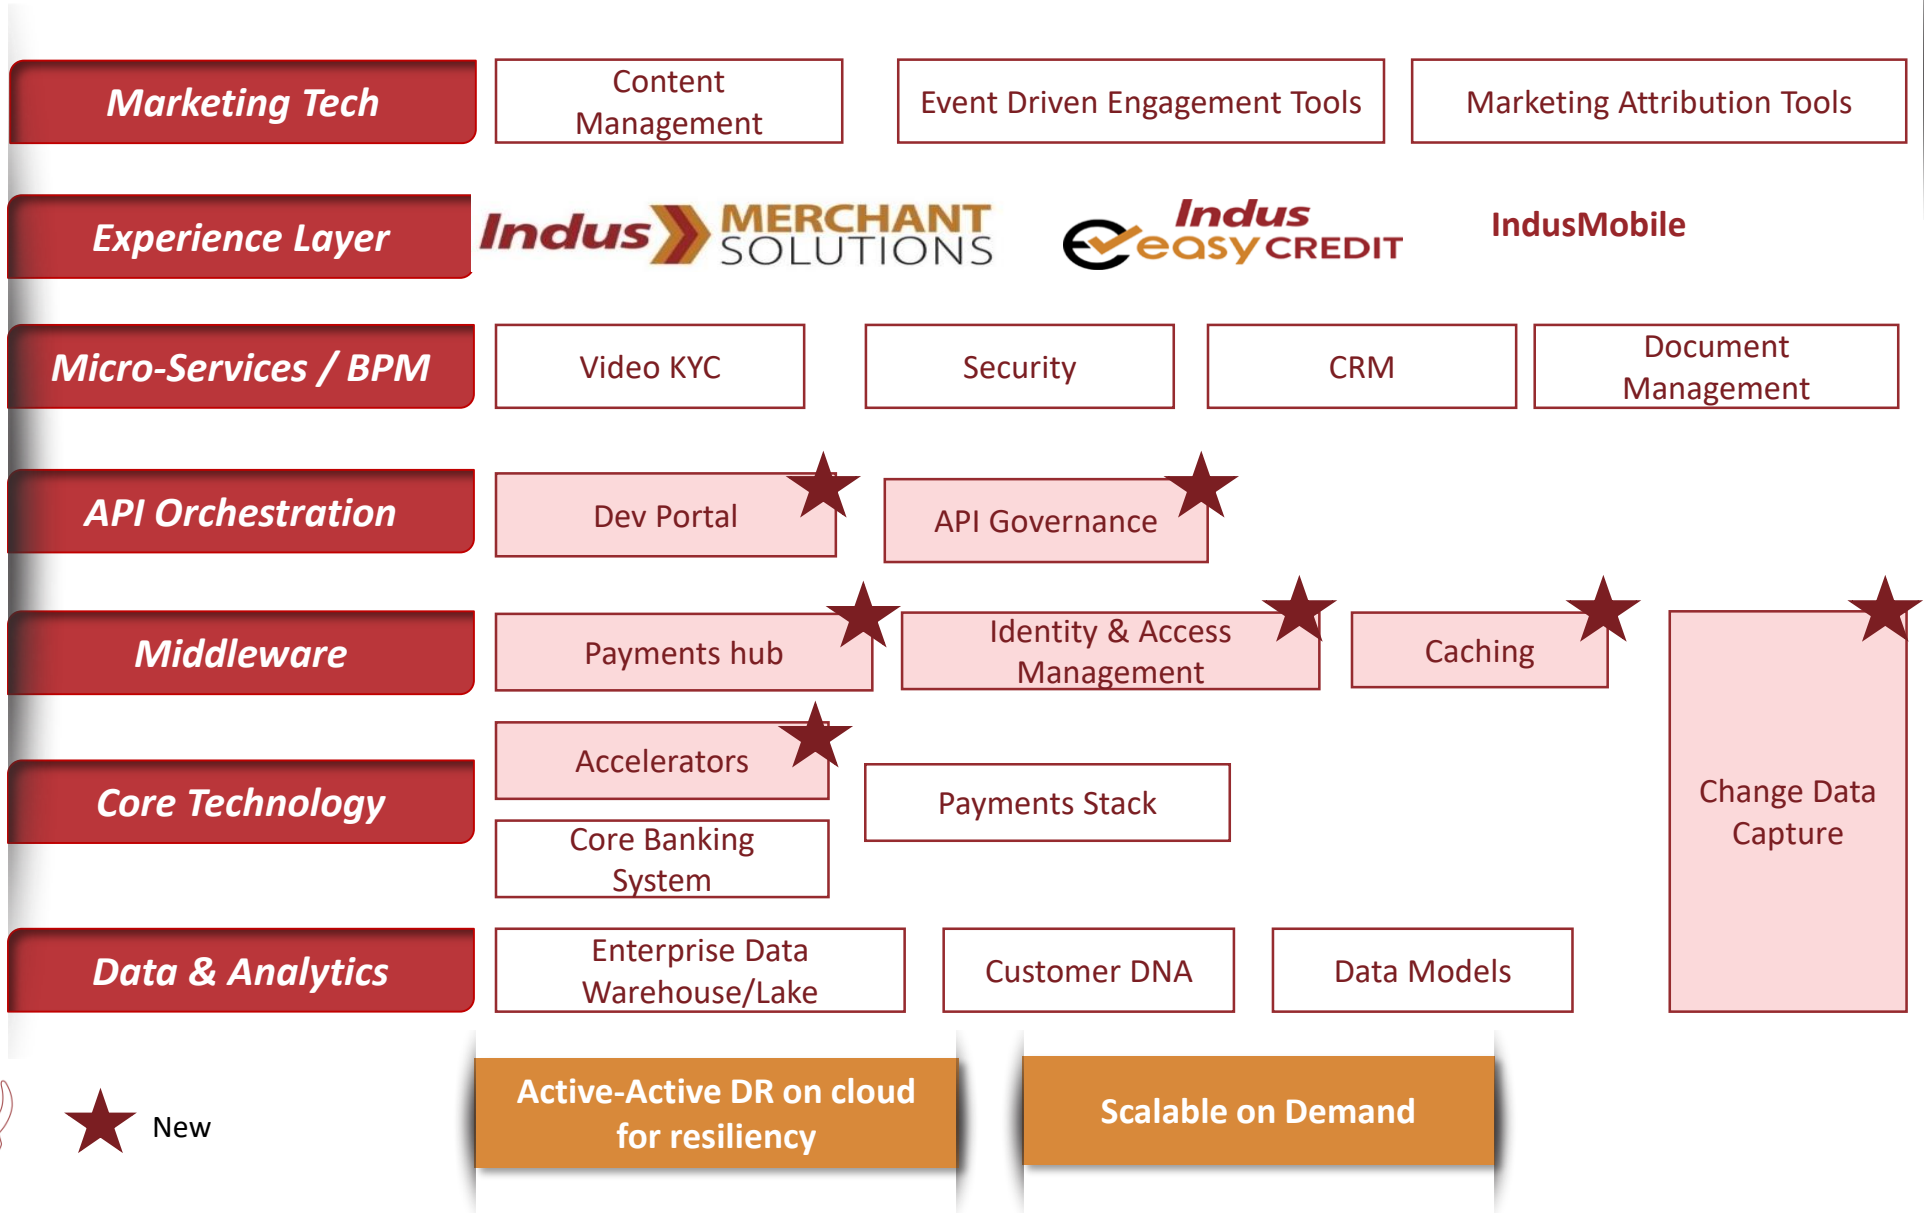 Marketing Tech
Content
Management
Event Driven Engagement Tools
Marketing Attribution Tools
Experience Layer
Indus MERCHANT
SOLUTIONS
Indus
easy CREDIT
IndusMobile
Micro-Services / BPM
Video KYC
Security
CRM
Document
Management
API Orchestration
Dev Portal
API Governance
Middleware
Payments hub
Identity & Access
Management
Caching
Core Technology
Accelerators
Payments Stack
Core Banking
System
Change Data
Capture
Data & Analytics
Enterprise Data
Warehouse/Lake
Customer DNA
Data Models
New
Active-Active DR on cloud
for resiliency
Scalable on Demand